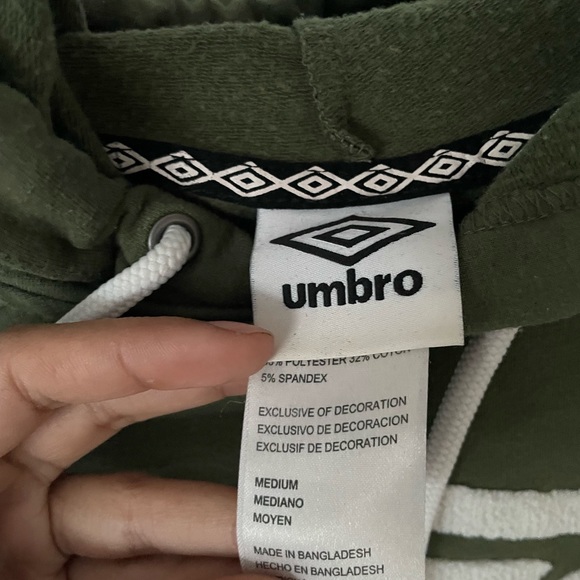 umbro
POLYESTER 32%
5% SPANDEX
EXCLUSIVE OF DECORATION
EXCLUSIVO DE DECORACION
EXCLUSIF DE DECORATION
MEDIUM
MEDIANO
MOYEN
MADE IN BANGLADESH
HECHO EN BANGLADESH